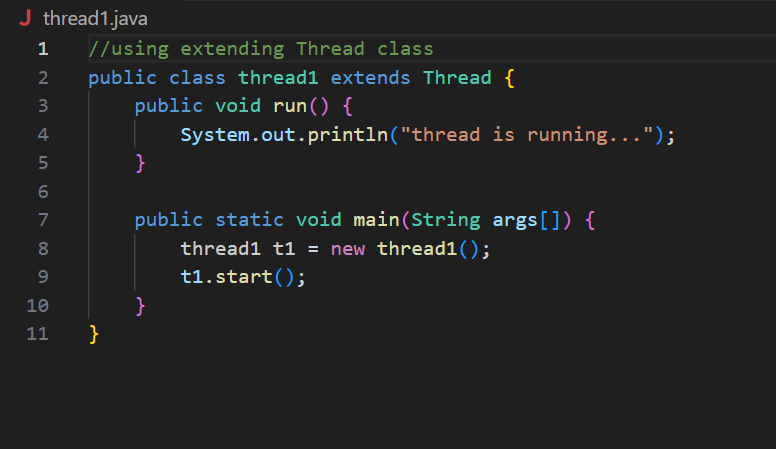 J thread1.java
1 //using extending Thread class
2 public class thread1 extends Thread {
3     public void run() {
4         System.out.println("thread is running...");
5     }
6
7     public static void main(String args[]) {
8         thread1 t1 = new thread1();
9         t1.start();
10     }
11 }